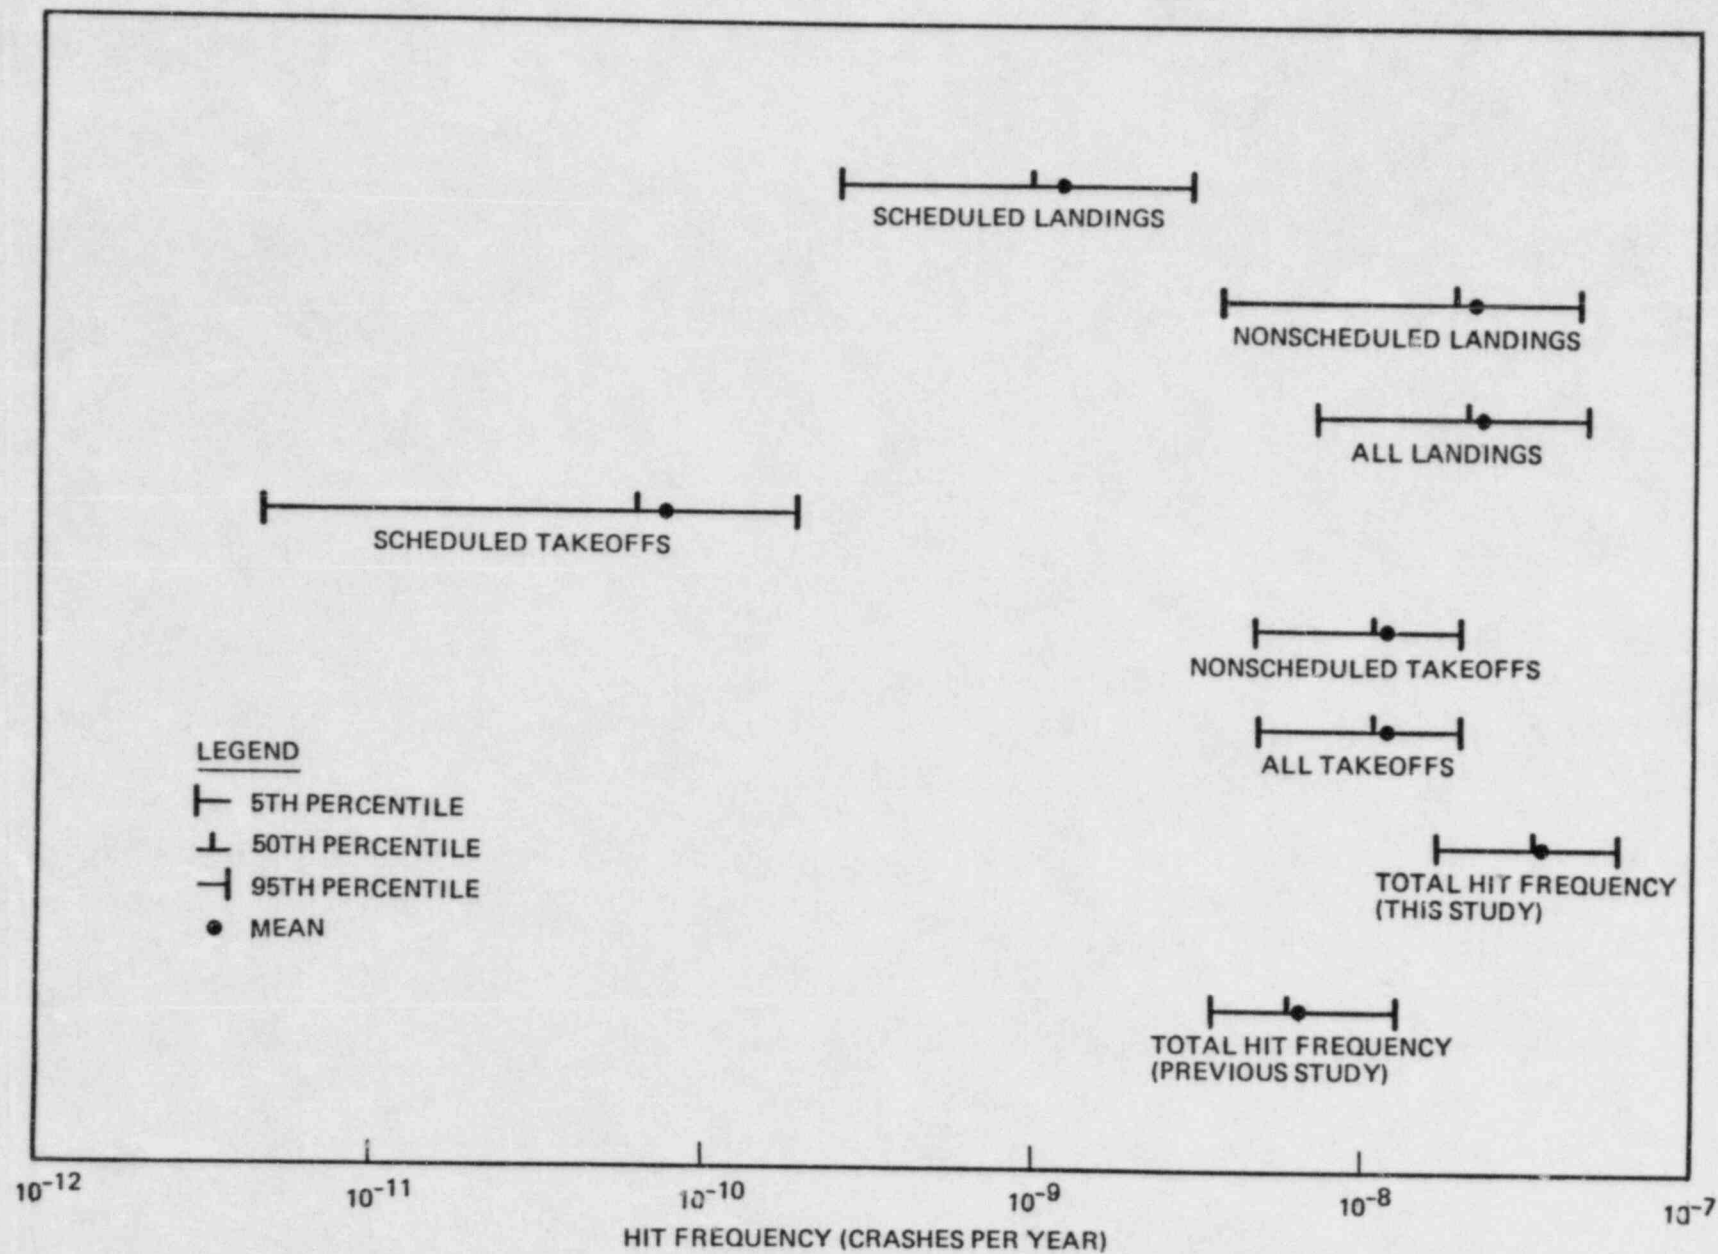 SCHEDULED LANDINGS
NONSCHEDULED LANDINGS
ALL LANDINGS
SCHEDULED TAKEOFFS
NONSCHEDULED TAKEOFFS
ALL TAKEOFFS
LEGEND
5TH PERCENTILE
50TH PERCENTILE
95TH PERCENTILE
MEAN
TOTAL HIT FREQUENCY
(THIS STUDY)
TOTAL HIT FREQUENCY
(PREVIOUS STUDY)
10⁻¹² 10⁻¹¹ 10⁻¹⁰ 10⁻⁹ 10⁻⁸ 10⁻⁷
HIT FREQUENCY (CRASHES PER YEAR)